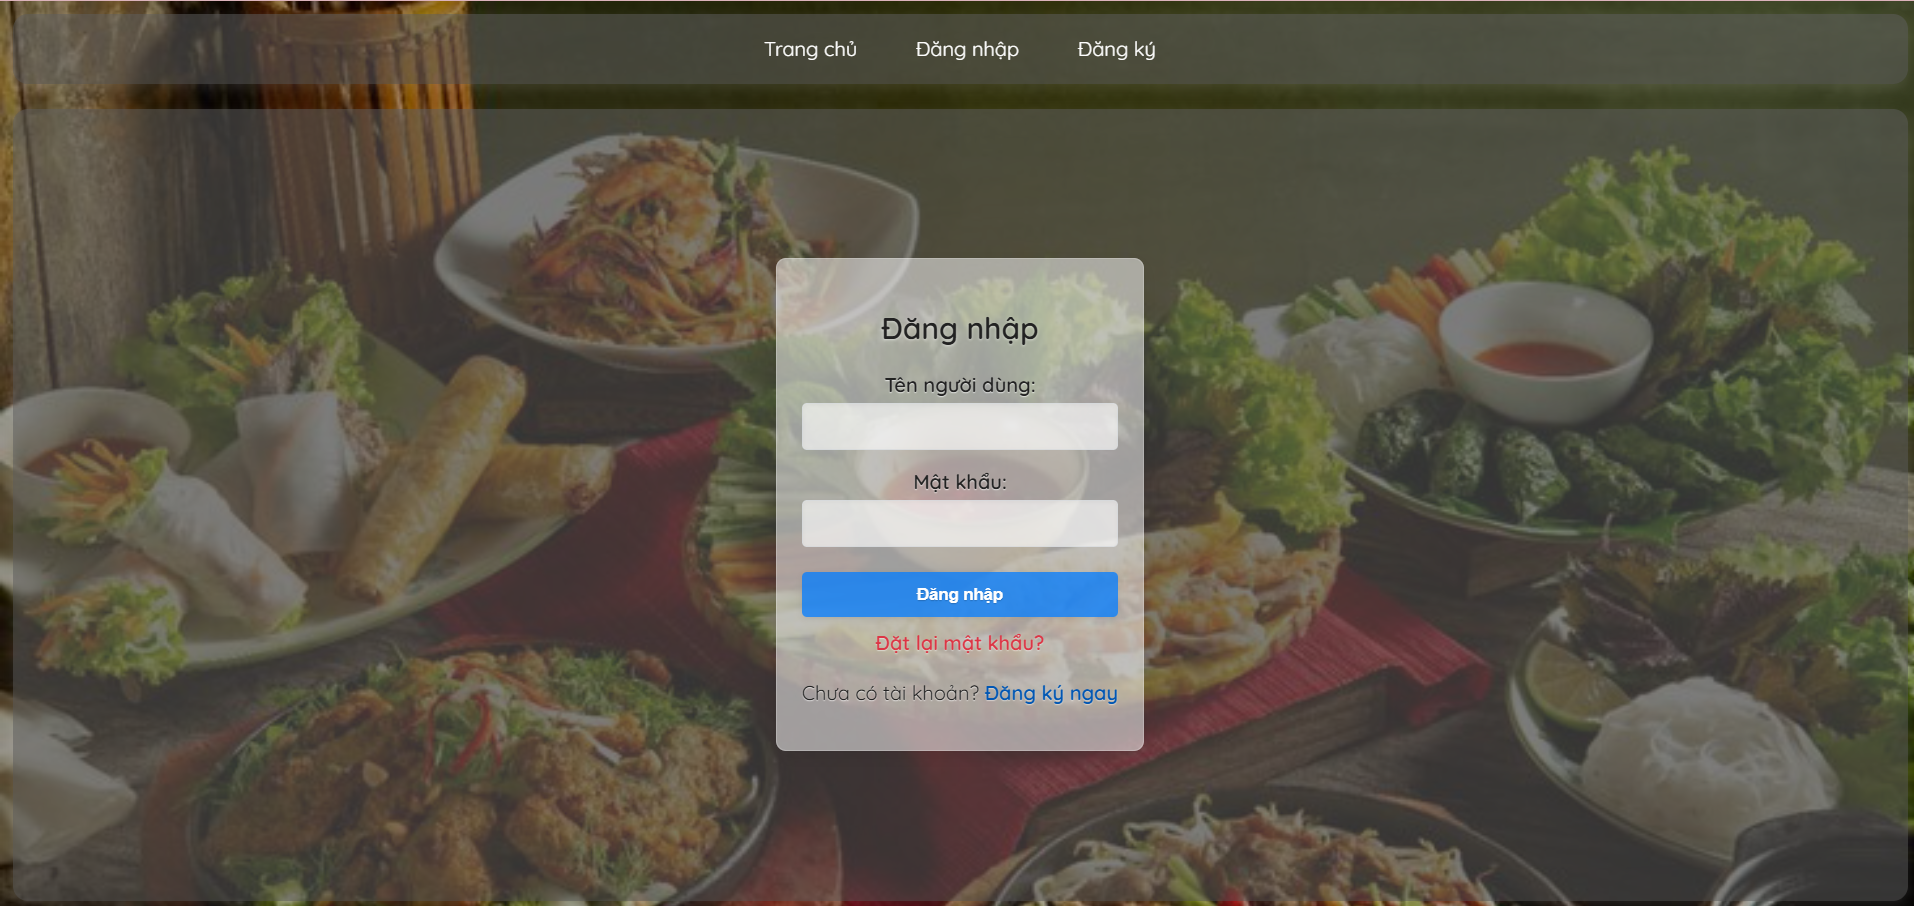 Trang chủ Đăng nhập Đăng ký
Đăng nhập
Tên người dùng:
Mật khẩu:
Đăng nhập
Đặt lại mật khẩu?
Chưa có tài khoản? Đăng ký ngay